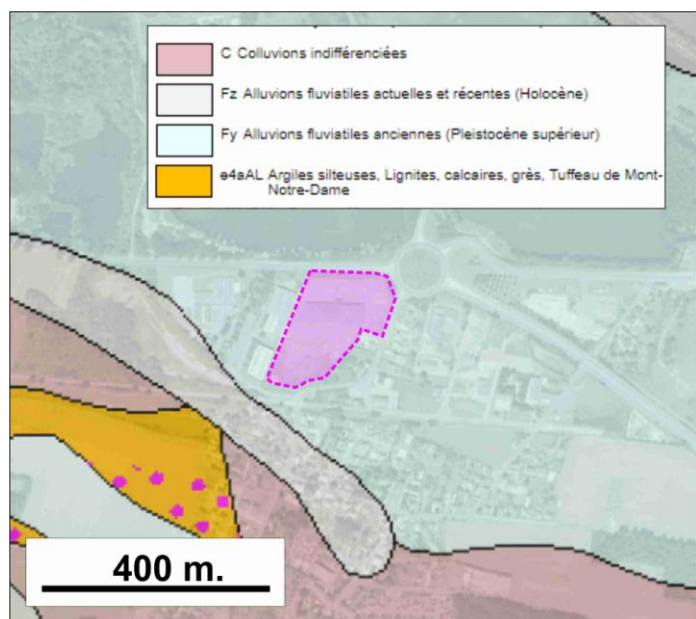 C Colluvions indifférenciées
Fz Alluvions fluviatiles actuelles et récentes (Holocène)
Fy Alluvions fluviatiles anciennes (Pleistocène supérieur)
e4aAL Argiles silteuses, Lignites, calcaires, grès, Tuffeau de Mont-
Notre-Dame
400 m.